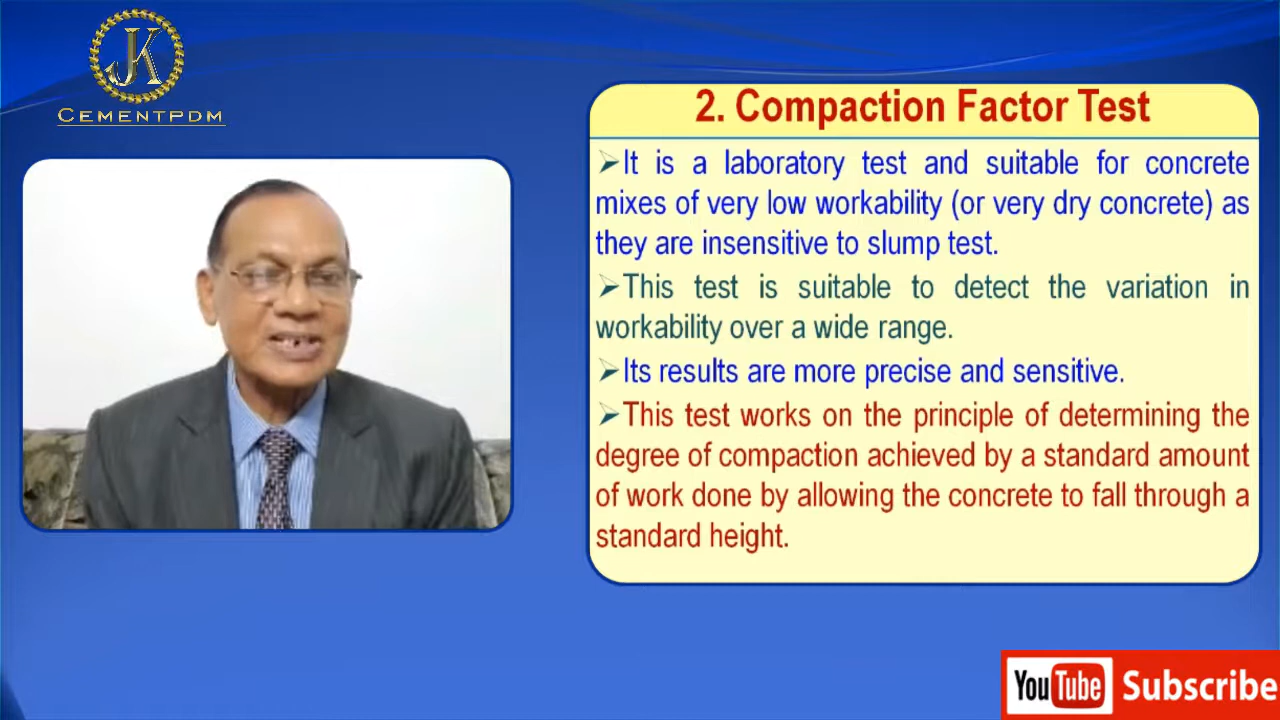 JK
CEMENTPDM
2. Compaction Factor Test
➢It is a laboratory test and suitable for concrete
mixes of very low workability (or very dry concrete) as
they are insensitive to slump test.
➢This test is suitable to detect the variation in
workability over a wide range.
➢Its results are more precise and sensitive.
➢This test works on the principle of determining the
degree of compaction achieved by a standard amount
of work done by allowing the concrete to fall through a
standard height.
YouTube Subscribe